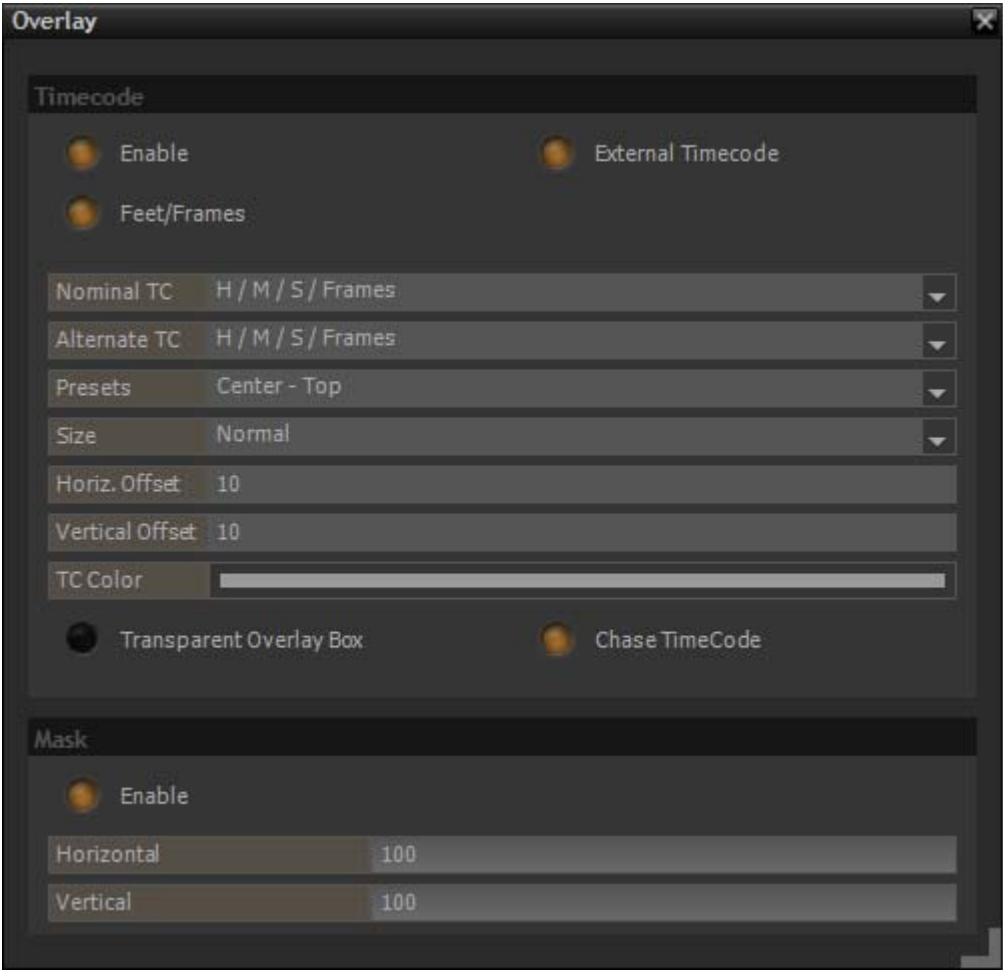 Overlay
Timecode
Enable External Timecode
Feet/Frames
Nominal TC H / M / S / Frames
Alternate TC H / M / S / Frames
Presets Center - Top
Size Normal
Horiz. Offset 10
Vertical Offset 10
TC Color
Transparent Overlay Box Chase TimeCode
Mask
Enable
Horizontal 100
Vertical 100